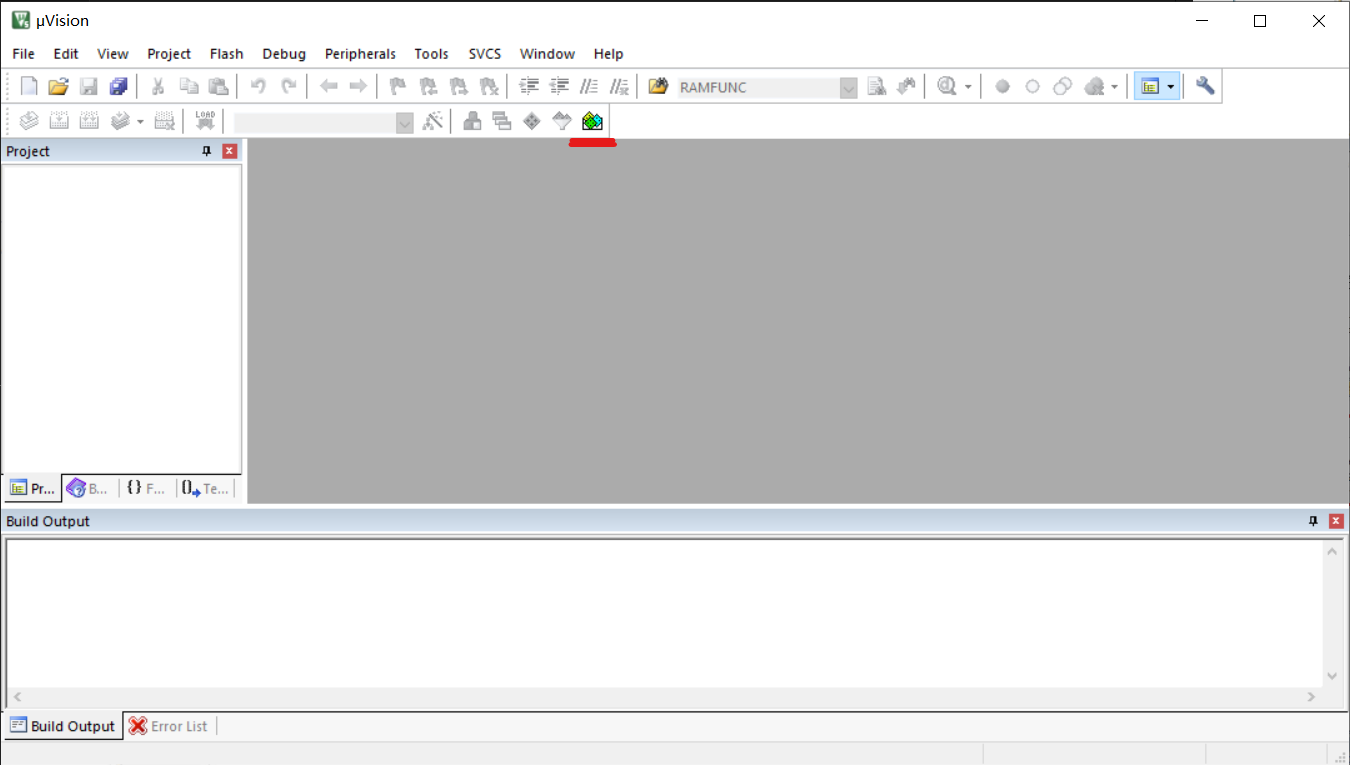 µVision
File Edit View Project Flash Debug Peripherals Tools SVCS Window Help
RAMFUNC
LOAD
Project
Pr... B... {} F... Te...
Build Output
Build Output Error List